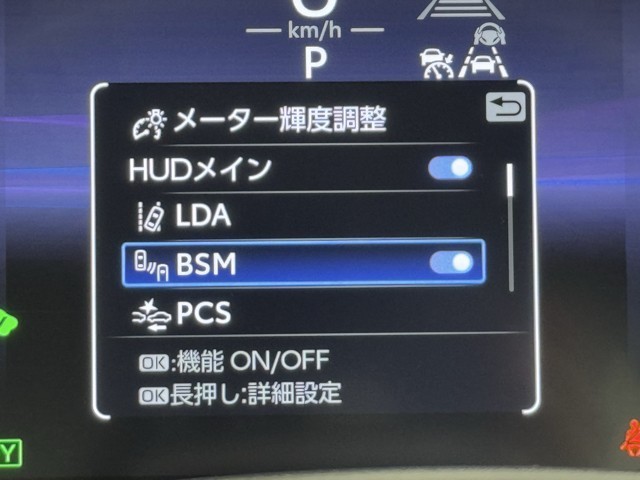 km/h
P
メーター輝度調整
HUDメイン
LDA
BSM
PCS
OK:機能 ON/OFF
OK長押し:詳細設定